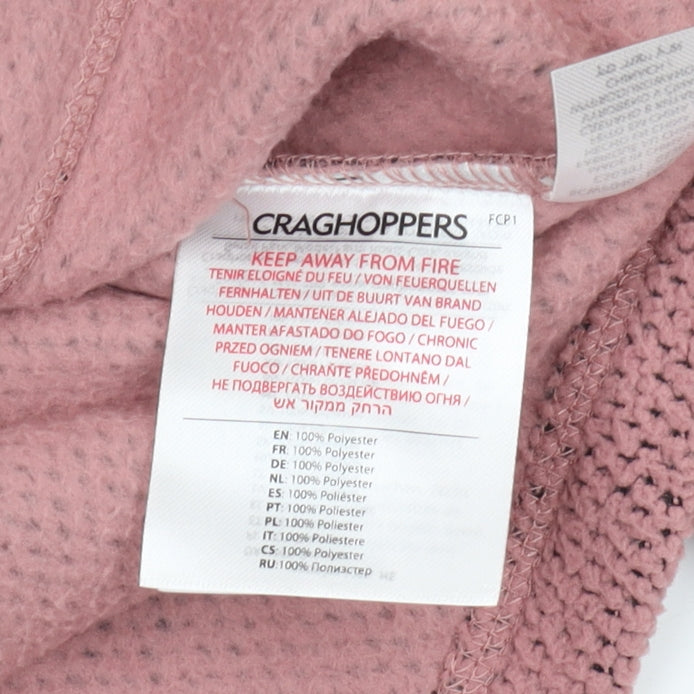 CRAGHOPPERS
FCP1
KEEP AWAY FROM FIRE
TENIR ELOIGNÉ DU FEU / VON FEUERQUELLEN
FERNHALTEN / UIT DE BUURT VAN BRAND
HOUDEN / MANTENER ALEJADO DEL FUEGO /
MANTER AFASTADO DO FOGO / CHRONIC
PRZED OGNIEM / TENERE LONTANO DAL
FUOCO / CHRAŇTE PŘEDOHNĚM /
НЕ ПОДВЕРГАТЬ ВОЗДЕЙСТВИЮ ОГНЯ /
הרחק ממקור אש
EN: 100% Polyester
FR: 100% Polyester
DE: 100% Polyester
NL: 100% Polyester
ES: 100% Poliéster
PT: 100% Poliéster
PL: 100% Poliester
IT: 100% Poliestere
CS: 100% Polyester
RU:100% Полиэстер